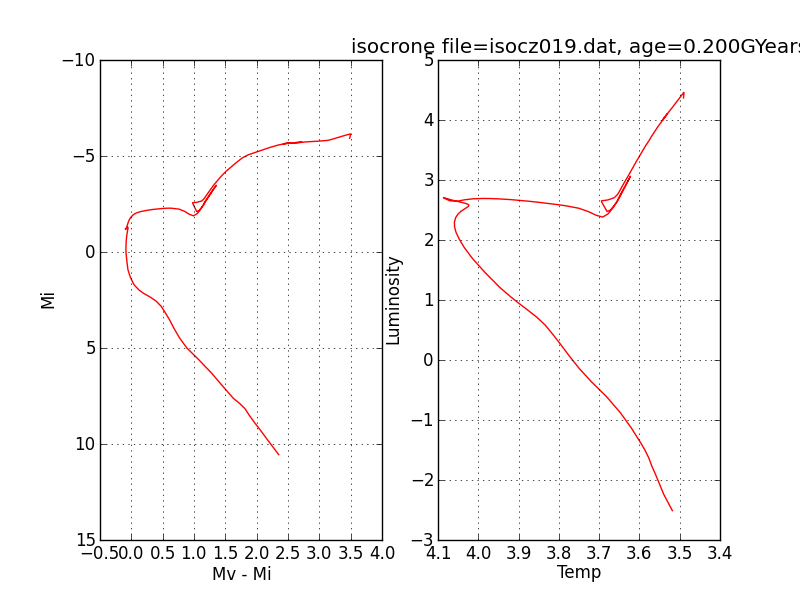 isocrone file=isocz019.dat, age=0.200GYears
−10
−5
0
5
10
15
Mi
−0.5 0.0 0.5 1.0 1.5 2.0 2.5 3.0 3.5 4.0
Mv - Mi
5
4
3
2
1
0
−1
−2
−3
Luminosity
4.1 4.0 3.9 3.8 3.7 3.6 3.5 3.4
Temp